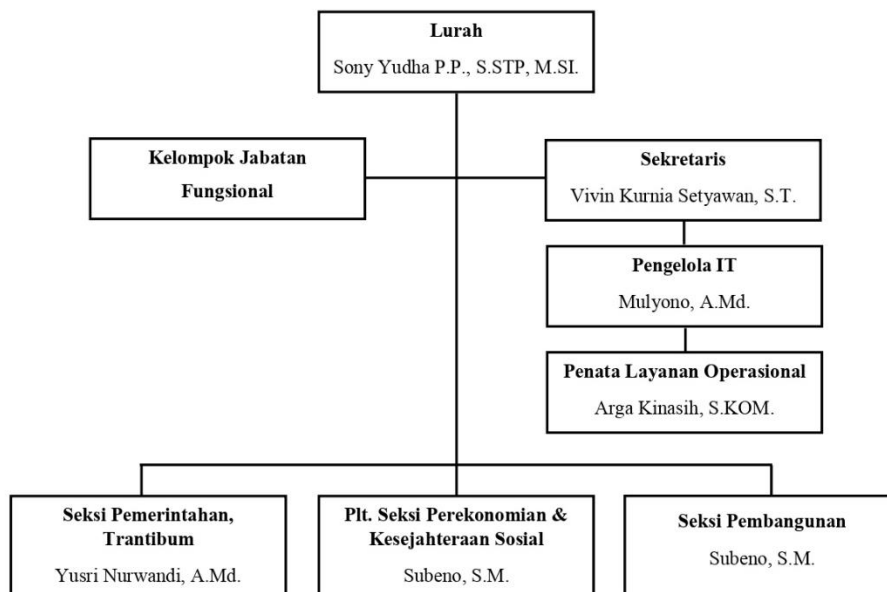 Lurah
Sony Yudha P.P., S.STP, M.SI.
Kelompok Jabatan
Fungsional
Sekretaris
Vivin Kurnia Setyawan, S.T.
Pengelola IT
Mulyono, A.Md.
Penata Layanan Operasional
Arga Kinasih, S.KOM.
Seksi Pemerintahan,
Trantibum
Yusri Nurwandi, A.Md.
Plt. Seksi Perekonomian &
Kesejahteraan Sosial
Subeno, S.M.
Seksi Pembangunan
Subeno, S.M.